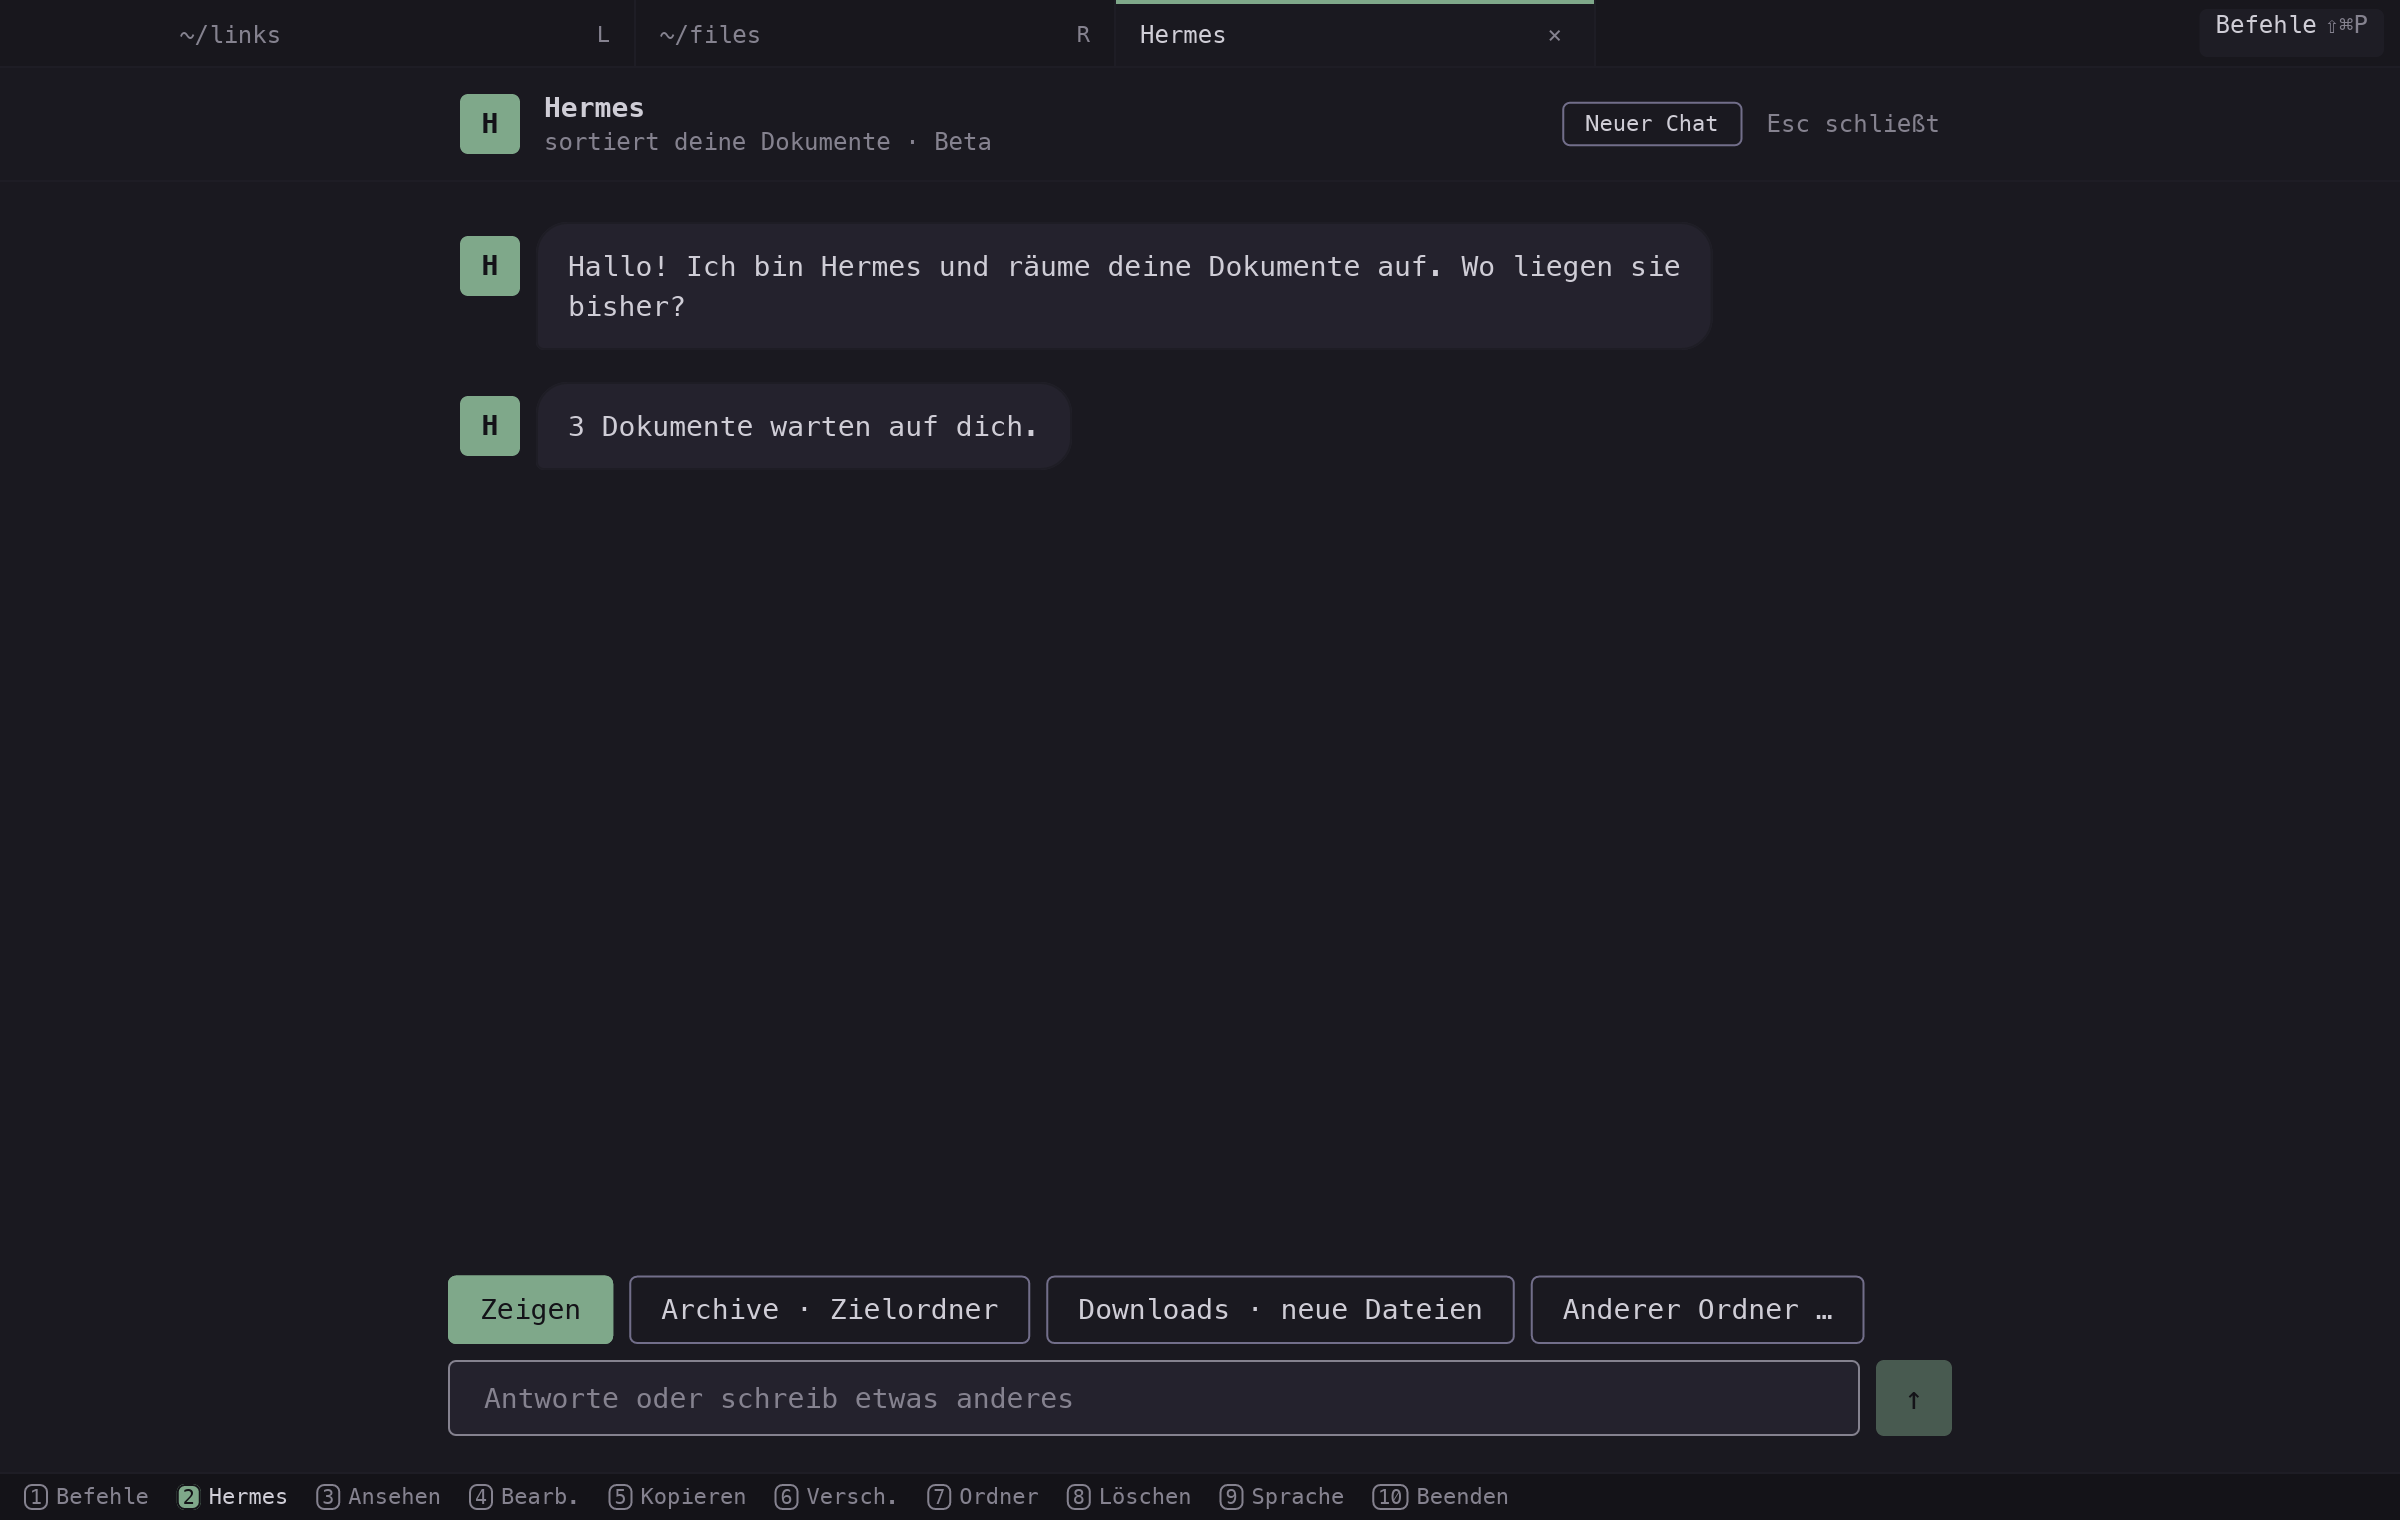 ~/links L ~/files R Hermes × Befehle ⇧⌘P
H Hermes
sortiert deine Dokumente · Beta
Neuer Chat Esc schließt
H Hallo! Ich bin Hermes und räume deine Dokumente auf. Wo liegen sie
bisher?
H 3 Dokumente warten auf dich.
Zeigen Archive · Zielordner Downloads · neue Dateien Anderer Ordner …
Antworte oder schreib etwas anderes ↑
1 Befehle 2 Hermes 3 Ansehen 4 Bearb. 5 Kopieren 6 Versch. 7 Ordner 8 Löschen 9 Sprache 10 Beenden